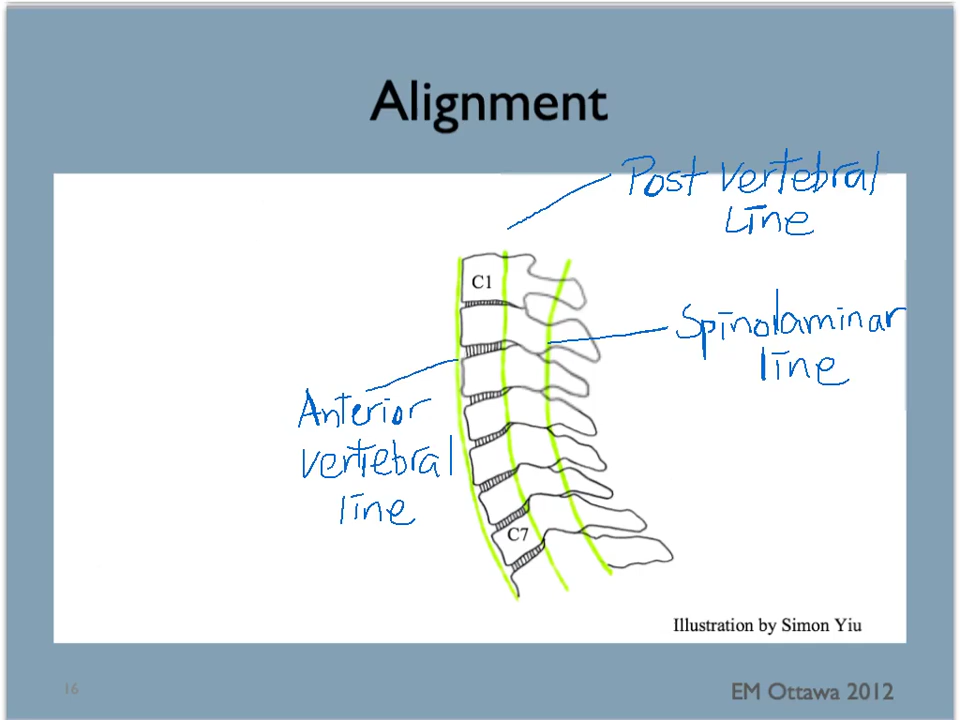 Alignment
Post vertebral
Line
C1
Spinolaminar
line
Anterior
vertebral
line
C7
Illustration by Simon Yiu
16
EM Ottawa 2012